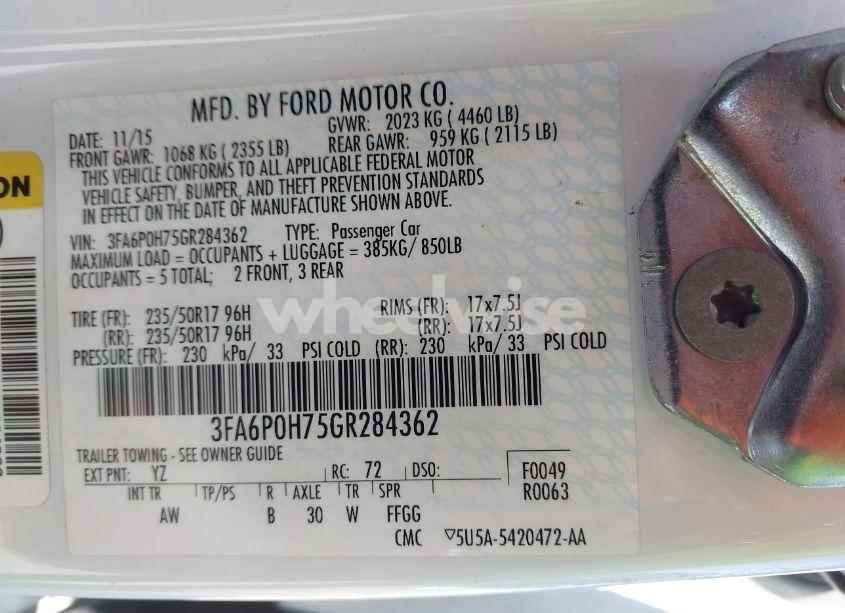 MFD. BY FORD MOTOR CO.
DATE: 11/15 GVWR: 2023 KG ( 4460 LB)
FRONT GAWR: 1068 KG ( 2355 LB) REAR GAWR: 959 KG ( 2115 LB)
THIS VEHICLE CONFORMS TO ALL APPLICABLE FEDERAL MOTOR
VEHICLE SAFETY, BUMPER, AND THEFT PREVENTION STANDARDS
IN EFFECT ON THE DATE OF MANUFACTURE SHOWN ABOVE.
VIN: 3FA6P0H75GR284362 TYPE: Passenger Car
MAXIMUM LOAD = OCCUPANTS + LUGGAGE = 385KG/ 850LB
OCCUPANTS = 5 TOTAL; 2 FRONT, 3 REAR
wheelwise
TIRE (FR): 235/50R17 96H RIMS (FR): 17x7.5J
(RR): 235/50R17 96H (RR): 17x7.5J
PRESSURE (FR): 230 kPa/ 33 PSI COLD (RR): 230 kPa/ 33 PSI COLD
3FA6P0H75GR284362
TRAILER TOWING - SEE OWNER GUIDE
EXT PNT: YZ RC: 72 DSO: F0049
INT TR TP/PS R AXLE TR SPR R0063
AW B 30 W FFGG
CMC ▽5U5A-5420472-AA
ON